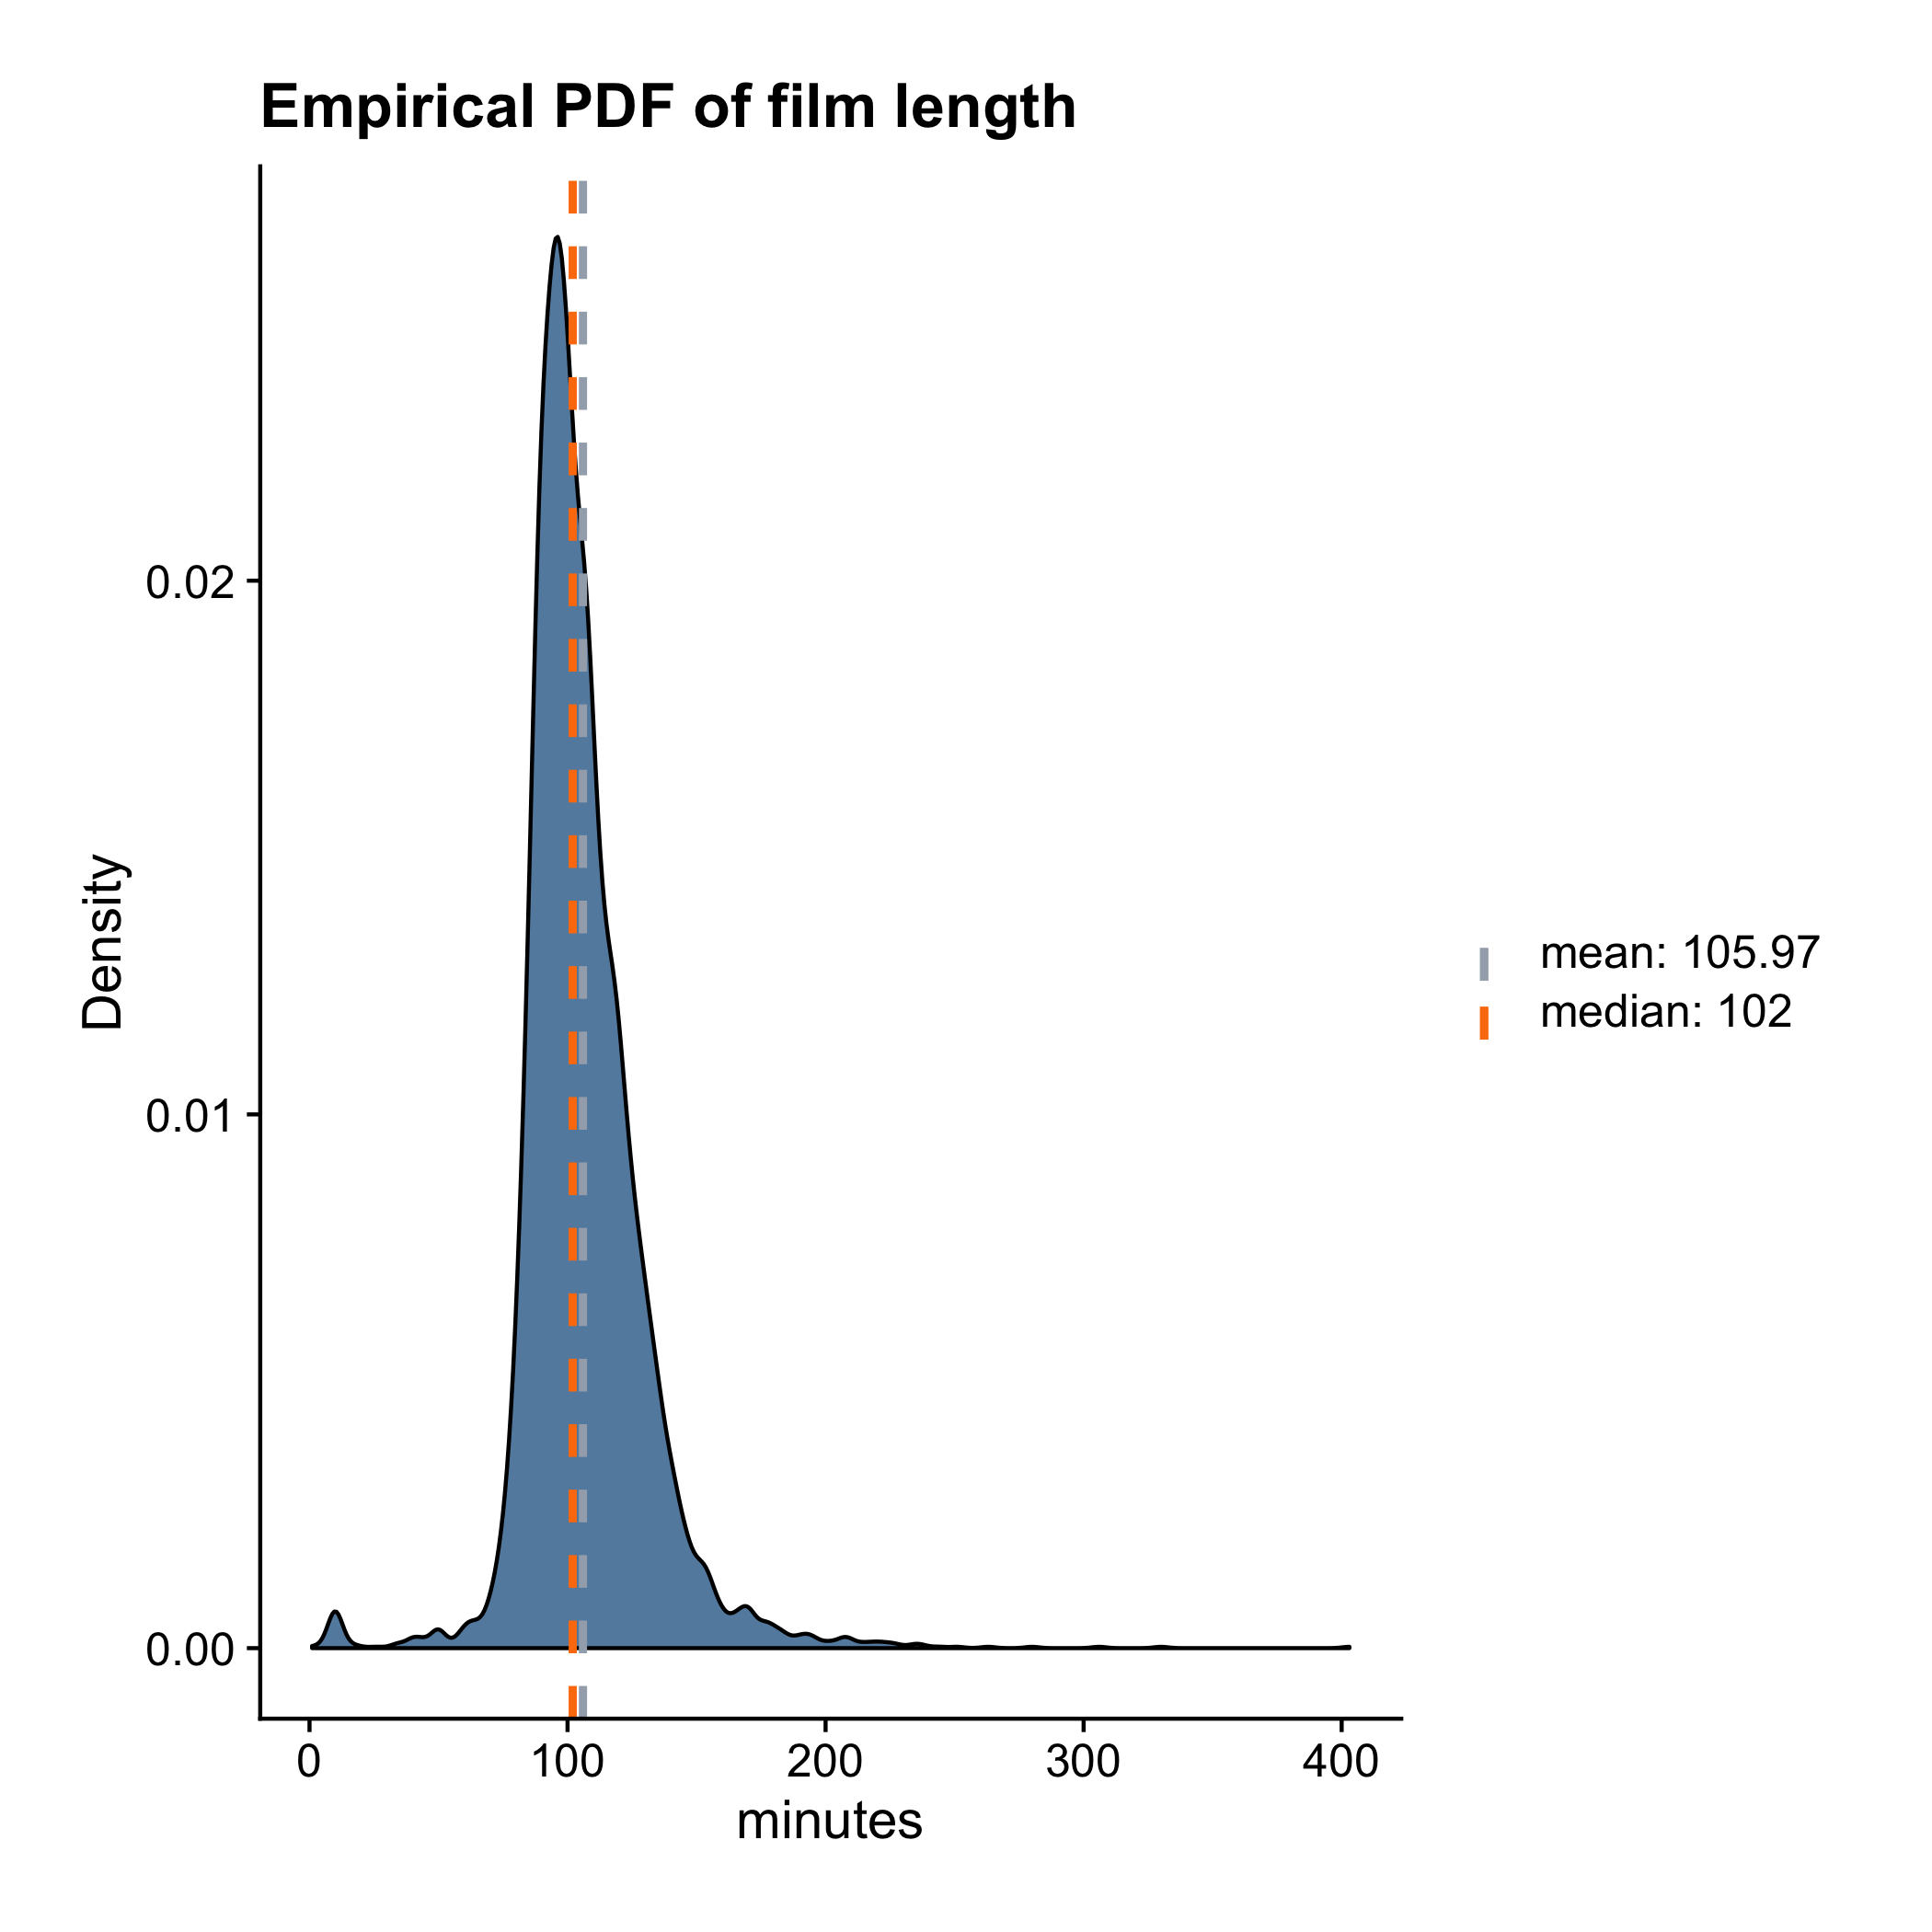 Empirical PDF of film length
Density
0.02
0.01
0.00
0 100 200 300 400
minutes
mean: 105.97
median: 102